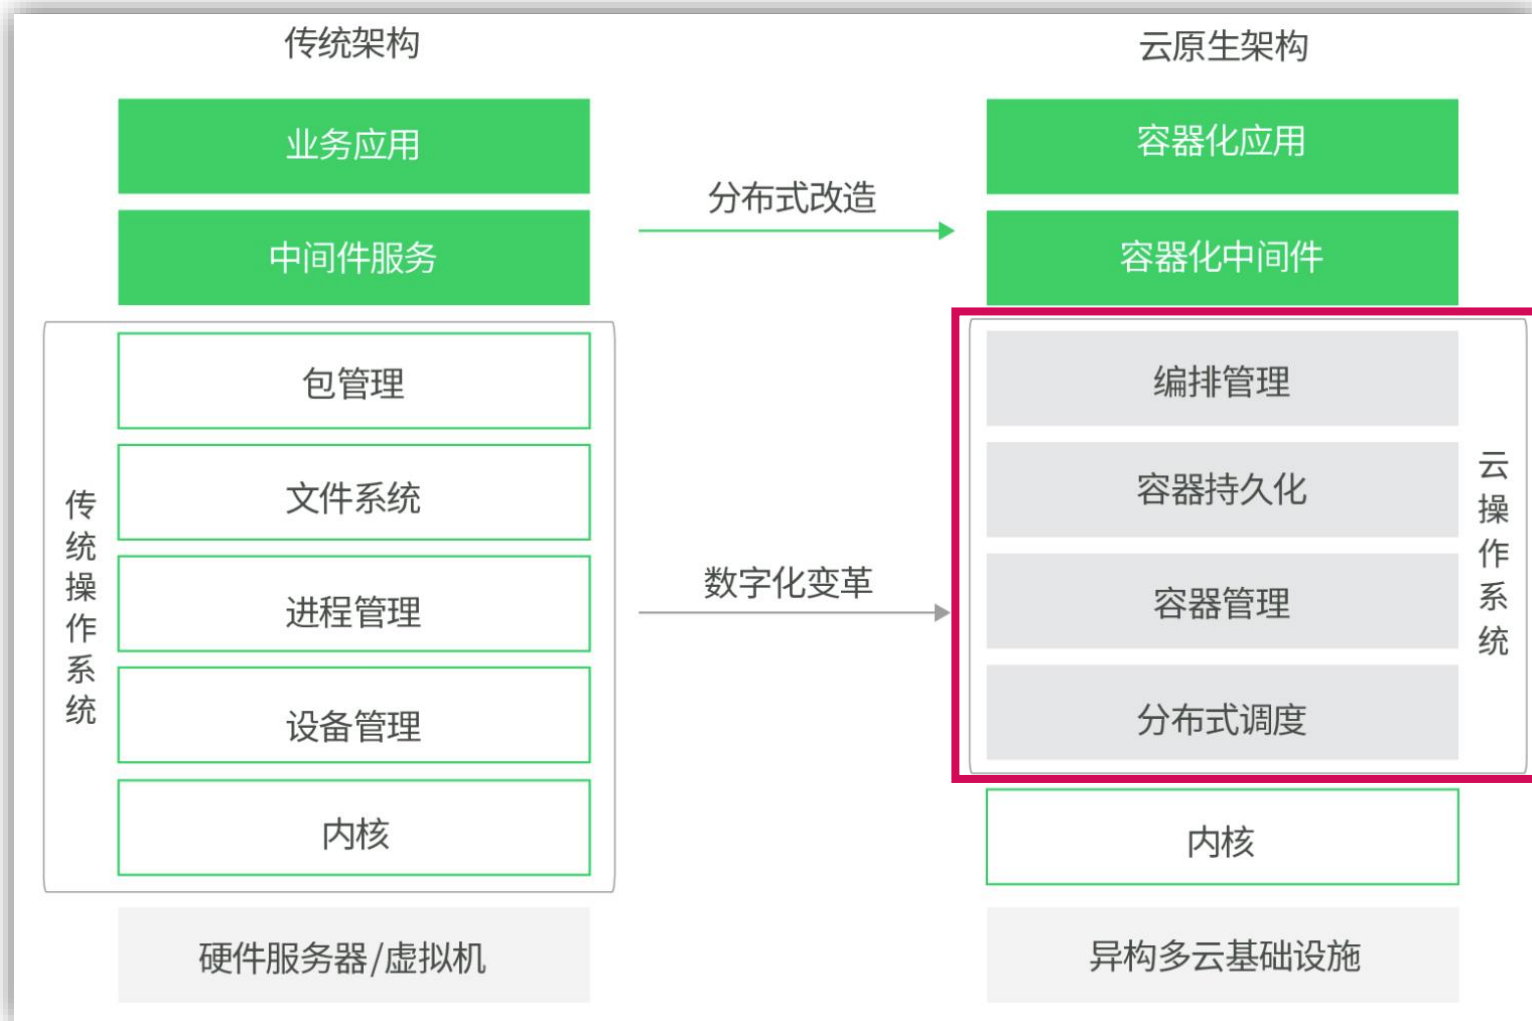 传统架构
业务应用
中间件服务
传统操作系统
包管理
文件系统
进程管理
设备管理
内核
硬件服务器/虚拟机
分布式改造
数字化变革
云原生架构
容器化应用
容器化中间件
编排管理
容器持久化
容器管理
分布式调度
云操作系统
内核
异构多云基础设施